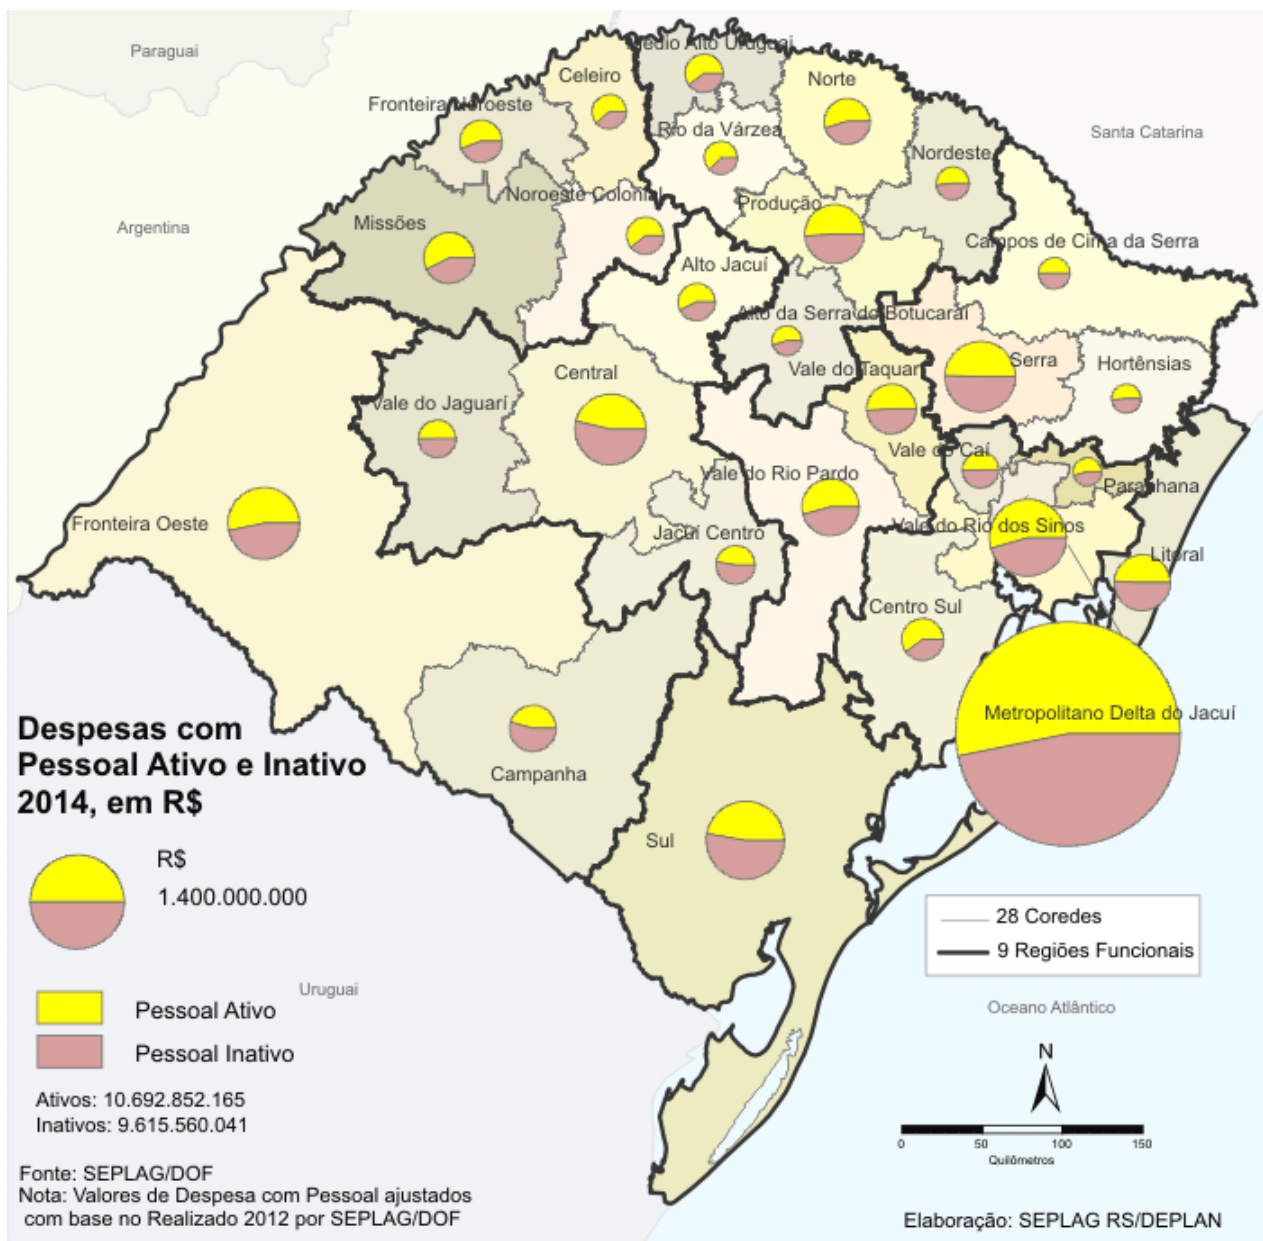 Paraguai
Médio Alto Uruguai
Celeiro
Norte
Fronteira Noroeste
Rio da Várzea
Santa Catarina
Nordeste
Noroeste Colonial
Produção
Argentina
Missões
Campos de Cima da Serra
Alto Jacuí
Alto da Serra do Botucaraí
Serra
Hortênsias
Central
Vale do Taquari
Vale do Jaguarí
Vale do Caí
Vale do Rio Pardo
Paranhana
Fronteira Oeste
Vale do Rio dos Sinos
Jacuí Centro
Litoral
Centro Sul
Metropolitano Delta do Jacuí
Campanha
Sul
Despesas com
Pessoal Ativo e Inativo
2014, em R$
R$
1.400.000.000
Pessoal Ativo
Pessoal Inativo
Uruguai
Ativos: 10.692.852.165
Inativos: 9.615.560.041
Fonte: SEPLAG/DOF
Nota: Valores de Despesa com Pessoal ajustados
com base no Realizado 2012 por SEPLAG/DOF
28 Coredes
9 Regiões Funcionais
Oceano Atlântico
N
0 50 100 150
Quilômetros
Elaboração: SEPLAG RS/DEPLAN